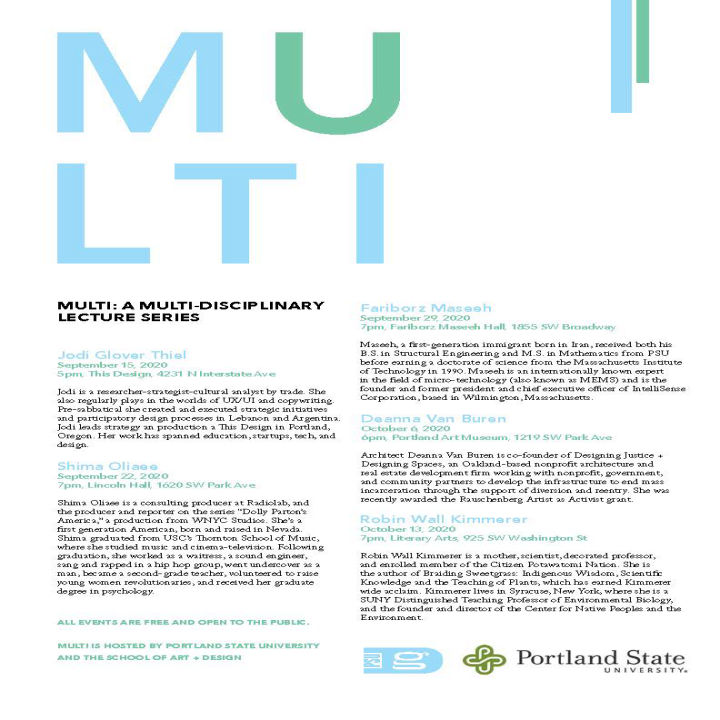 MU
LTI
MULTI: A MULTI-DISCIPLINARY
LECTURE SERIES
Jodi Glover Thiel
September 15, 2020
5pm, This Design, 4231 N Interstate Ave
Jodi is a researcher-strategist-cultural analyst by trade. She
also regularly plays in the worlds of UX/UI and copywriting.
Pre-sabbatical she created and executed strategic initiatives
and participatory design processes in Lebanon and Argentina.
Jodi leads strategy an production a This Design in Portland,
Oregon. Her work has spanned education, startups, tech, and
design.
Shima Oliaee
September 22, 2020
7pm, Lincoln Hall, 1620 SW Park Ave
Shima Oliaee is a consulting producer at Radiolab, and
the producer and reporter on the series "Dolly Parton's
America," a production from WNYC Studios. She's a
first generation American, born and raised in Nevada.
Shima graduated from USC's Thornton School of Music,
where she studied music and cinema-television. Following
graduation, she worked as a waitress, a sound engineer,
sang and rapped in a hip hop group, went undercover as a
man, became a second-grade teacher, volunteered to raise
young women revolutionaries, and received her graduate
degree in psychology.
ALL EVENTS ARE FREE AND OPEN TO THE PUBLIC.
MULTI IS HOSTED BY PORTLAND STATE UNIVERSITY
AND THE SCHOOL OF ART + DESIGN
Fariborz Maseeh
September 29, 2020
7pm, Fariborz Maseeh Hall, 1855 SW Broadway
Maseeh, a first-generation immigrant born in Iran, received both his
B.S. in Structural Engineering and M.S. in Mathematics from PSU
before earning a doctorate of science from the Massachusetts Institute
of Technology in 1990. Maseeh is an internationally known expert
in the field of micro-technology (also known as MEMS) and is the
founder and former president and chief executive officer of IntelliSense
Corporation, based in Wilmington, Massachusetts.
Deanna Van Buren
October 6, 2020
6pm, Portland Art Museum, 1219 SW Park Ave
Architect Deanna Van Buren is co-founder of Designing Justice +
Designing Spaces, an Oakland-based nonprofit architecture and
real estate development firm working with nonprofit, government,
and community partners to develop the infrastructure to end mass
incarceration through the support of diversion and reentry. She was
recently awarded the Rauschenberg Artist as Activist grant.
Robin Wall Kimmerer
October 13, 2020
7pm, Literary Arts, 925 SW Washington St
Robin Wall Kimmerer is a mother, scientist, decorated professor,
and enrolled member of the Citizen Potawatomi Nation. She is
the author of Braiding Sweetgrass: Indigenous Wisdom, Scientific
Knowledge and the Teaching of Plants, which has earned Kimmerer
wide acclaim. Kimmerer lives in Syracuse, New York, where she is a
SUNY Distinguished Teaching Professor of Environmental Biology,
and the founder and director of the Center for Native Peoples and the
Environment.
g
Portland State
UNIVERSITY